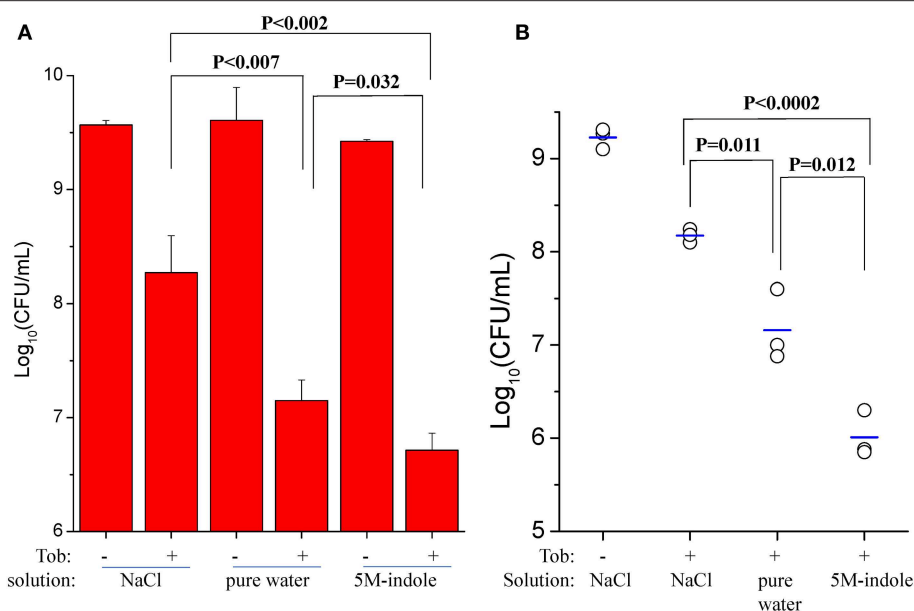 A
P<0.002
P<0.007
P=0.032
Log10(CFU/mL)
10
9
8
7
6
Tob: - + - + - +
solution: NaCl pure water 5M-indole
B
P<0.0002
P=0.011
P=0.012
Log10(CFU/mL)
9
8
7
6
5
Tob: - + + +
Solution: NaCl NaCl pure 5M-indole
water